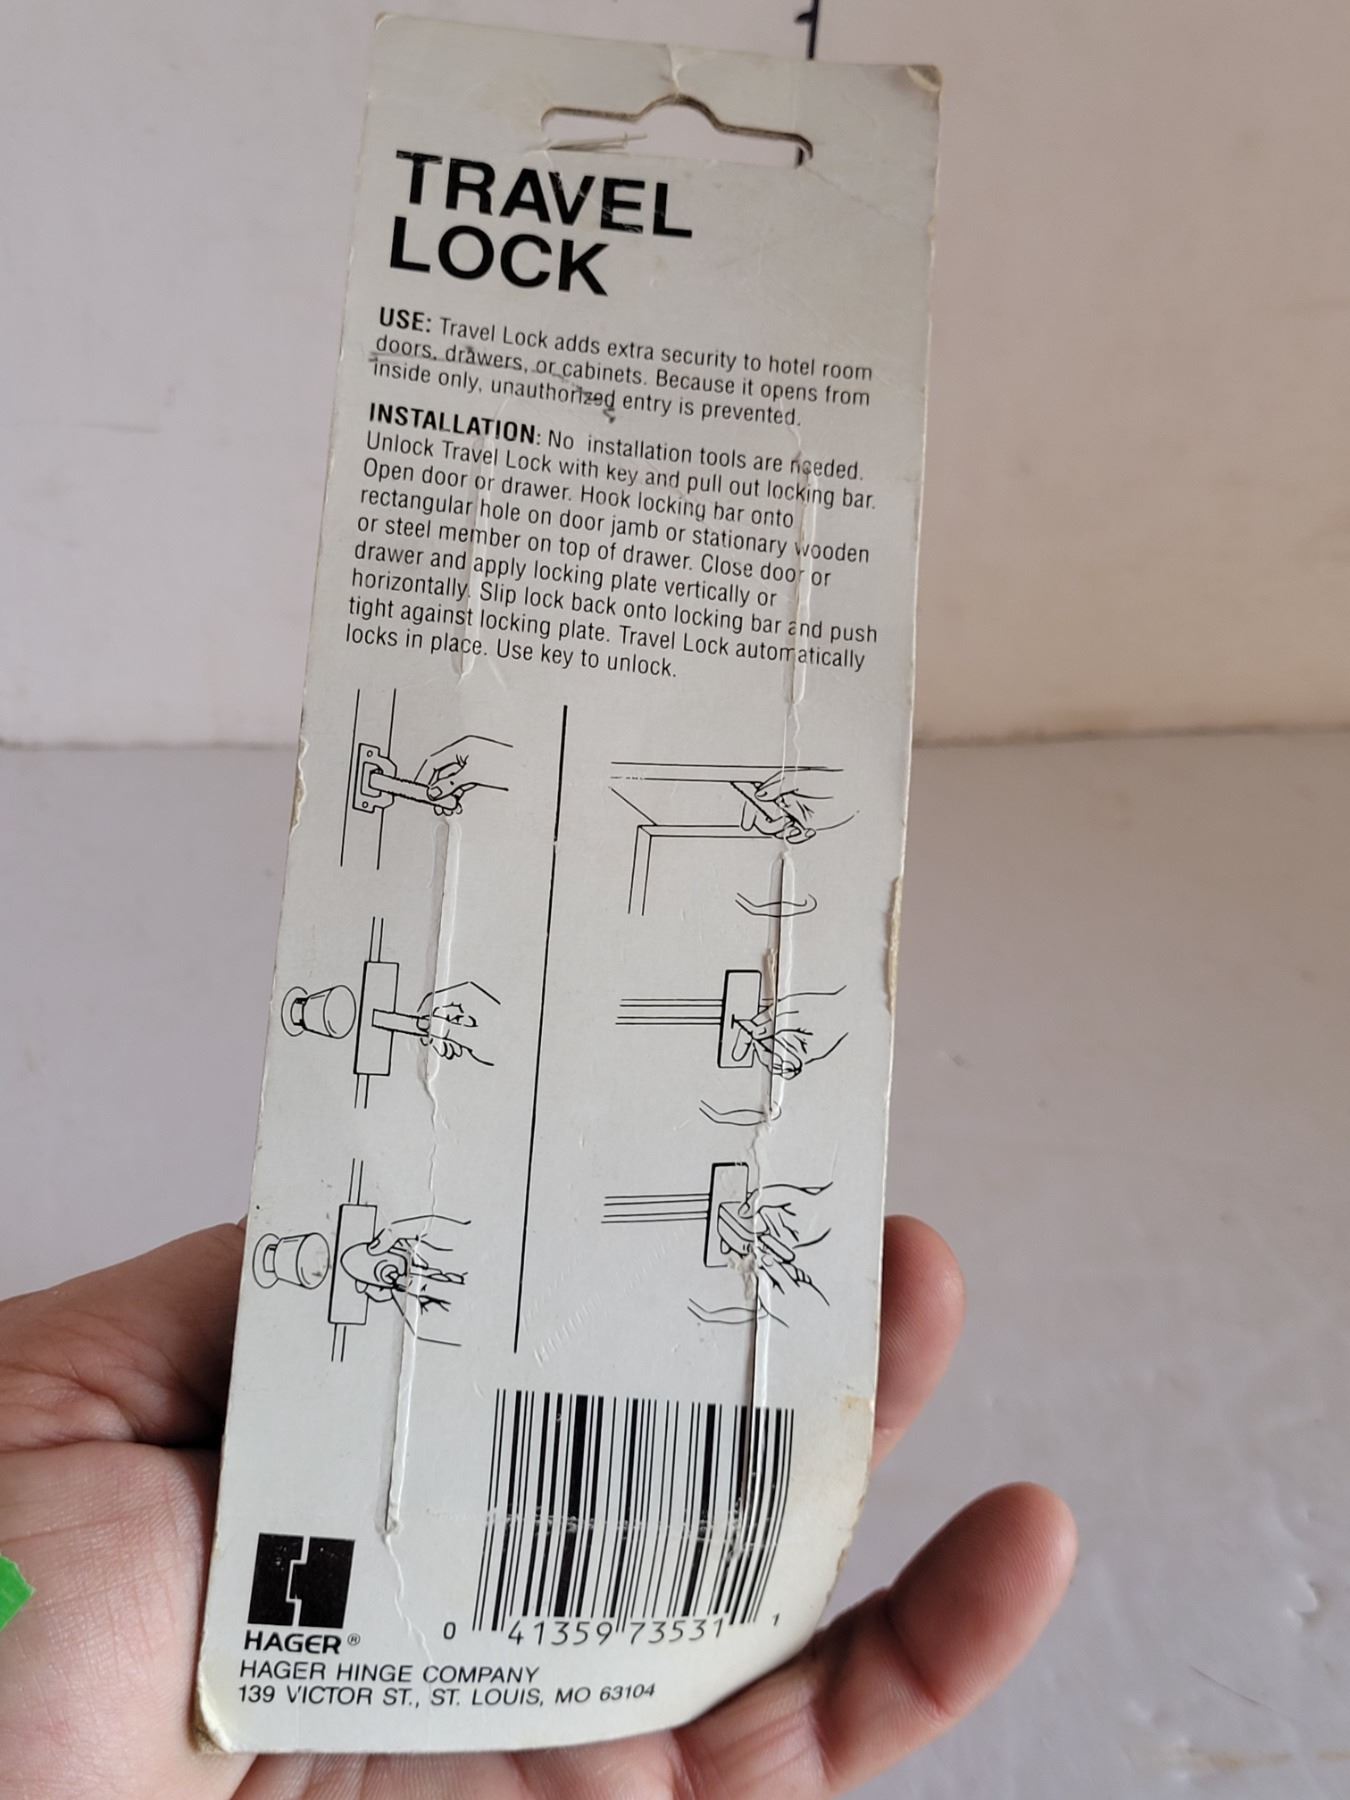 TRAVEL
LOCK
USE: Travel Lock adds extra security to hotel room
doors, drawers, or cabinets. Because it opens from
inside only, unauthorized entry is prevented.
INSTALLATION: No installation tools are needed.
Unlock Travel Lock with key and pull out locking bar.
Open door or drawer. Hook locking bar onto
rectangular hole on door jamb or stationary wooden
or steel member on top of drawer. Close door or
drawer and apply locking plate vertically or
horizontally. Slip lock back onto locking bar and push
tight against locking plate. Travel Lock automatically
locks in place. Use key to unlock.
0 41359 73531 1
HAGER®
HAGER HINGE COMPANY
139 VICTOR ST., ST. LOUIS, MO 63104